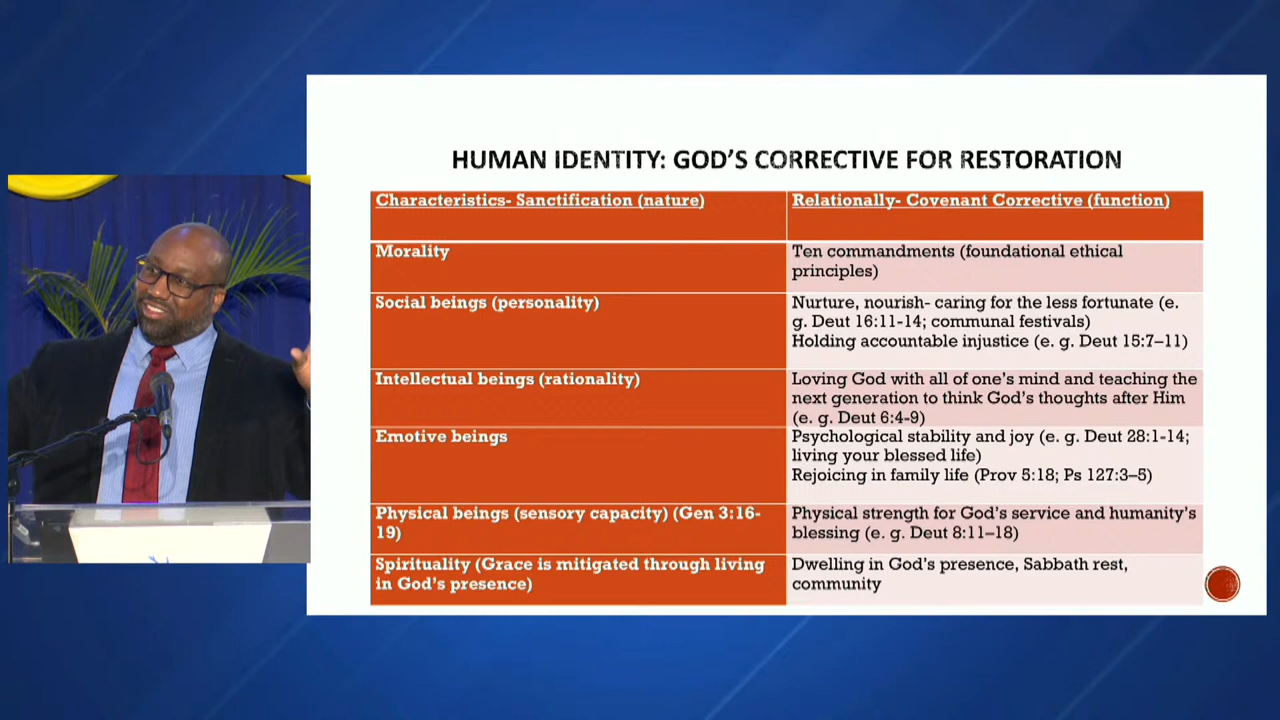 HUMAN IDENTITY: GOD'S CORRECTIVE FOR RESTORATION
Characteristics- Sanctification (nature)
Relationally- Covenant Corrective (function)
Morality
Ten commandments (foundational ethical
principles)
Social beings (personality)
Nurture, nourish- caring for the less fortunate (e.
g. Deut 16:11-14; communal festivals)
Holding accountable injustice (e. g. Deut 15:7–11)
Intellectual beings (rationality)
Loving God with all of one's mind and teaching the
next generation to think God's thoughts after Him
(e. g. Deut 6:4-9)
Emotive beings
Psychological stability and joy (e. g. Deut 28:1-14;
living your blessed life)
Rejoicing in family life (Prov 5:18; Ps 127:3–5)
Physical beings (sensory capacity) (Gen 3:16-
19)
Physical strength for God's service and humanity's
blessing (e. g. Deut 8:11–18)
Spirituality (Grace is mitigated through living
in God's presence)
Dwelling in God's presence, Sabbath rest,
community